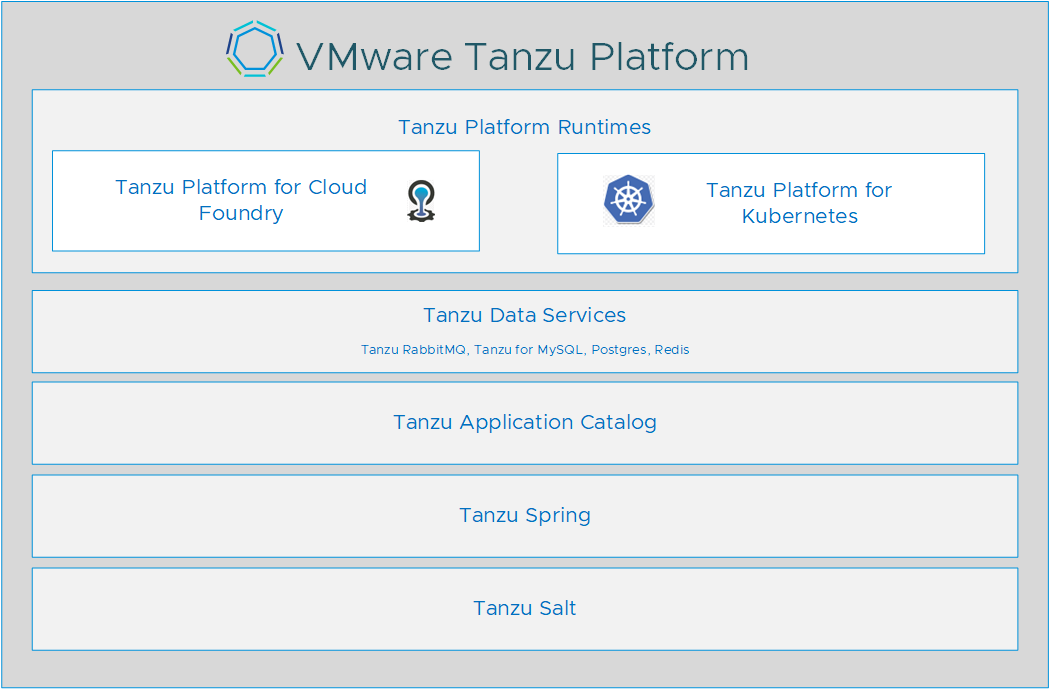 VMware Tanzu Platform
Tanzu Platform Runtimes
Tanzu Platform for Cloud
Foundry
Tanzu Platform for
Kubernetes
Tanzu Data Services
Tanzu RabbitMQ, Tanzu for MySQL, Postgres, Redis
Tanzu Application Catalog
Tanzu Spring
Tanzu Salt